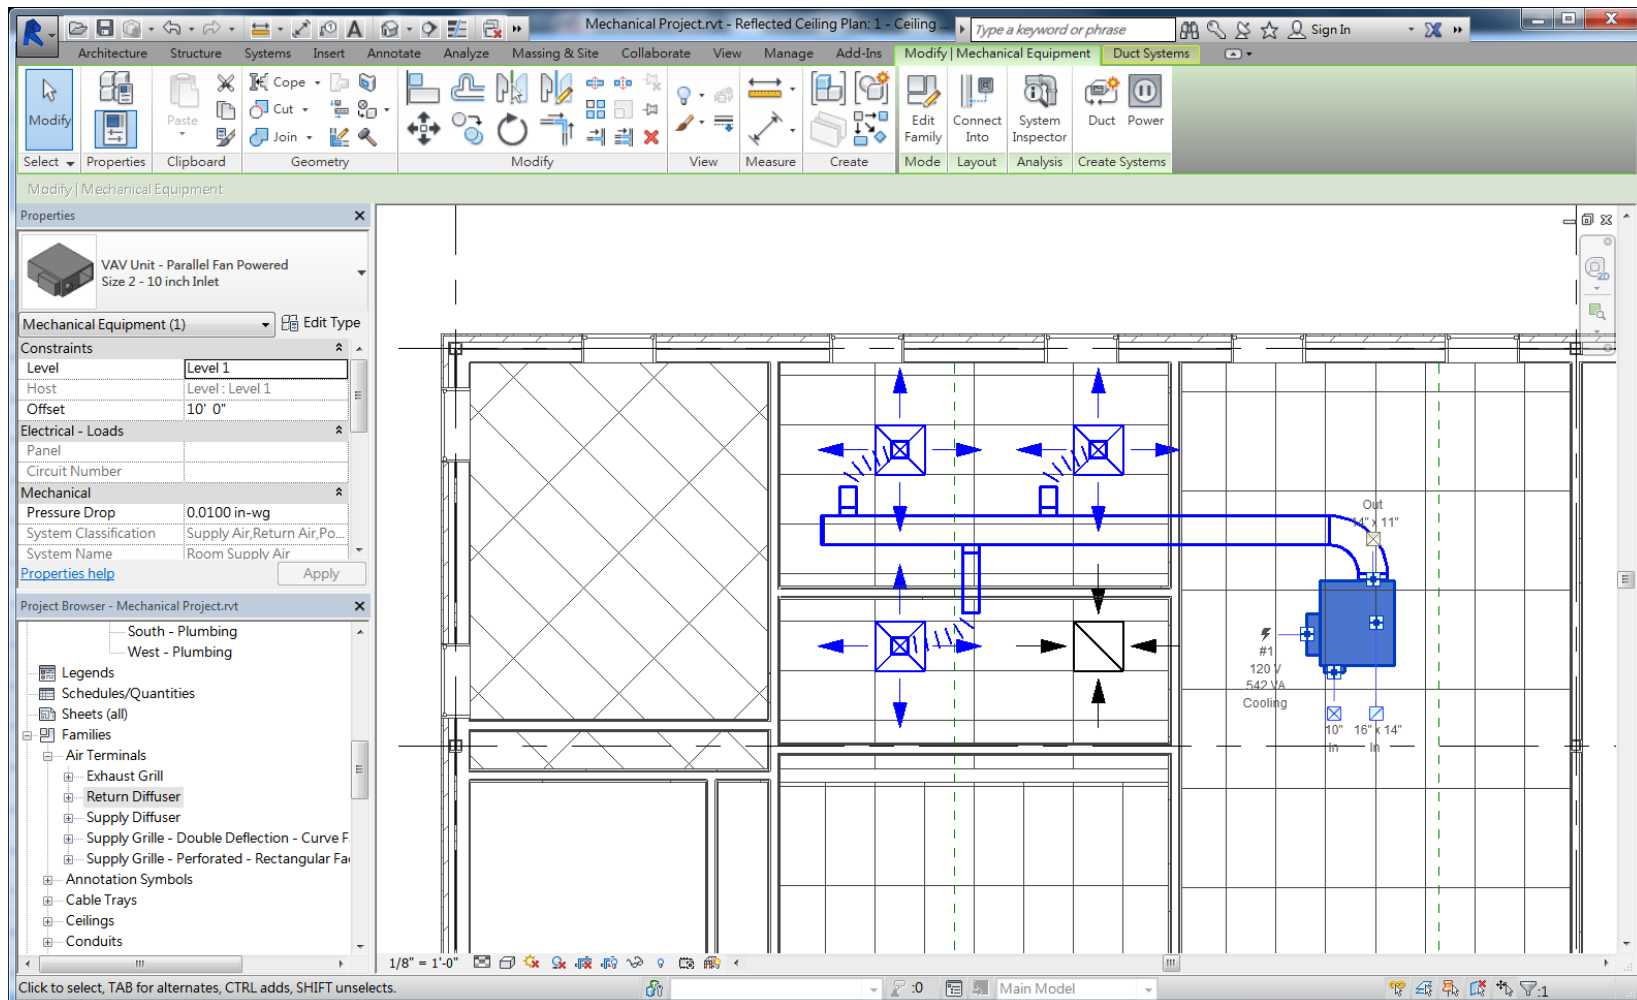 Mechanical Project.rvt - Reflected Ceiling Plan: 1 - Ceiling ...
Type a keyword or phrase
Sign In
Architecture Structure Systems Insert Annotate Analyze Massing & Site Collaborate View Manage Add-Ins Modify | Mechanical Equipment Duct Systems
Modify
Paste
Cope
Cut
Join
Edit Family
Connect Into
System Inspector
Duct
Power
Select Properties Clipboard Geometry Modify View Measure Create Mode Layout Analysis Create Systems
Modify | Mechanical Equipment
Properties
VAV Unit - Parallel Fan Powered
Size 2 - 10 inch Inlet
Mechanical Equipment (1)
Edit Type
Constraints
Level Level 1
Host Level : Level 1
Offset 10' 0"
Electrical - Loads
Panel
Circuit Number
Mechanical
Pressure Drop 0.0100 in-wg
System Classification Supply Air,Return Air,Po...
System Name Room Supply Air
Properties help
Apply
Project Browser - Mechanical Project.rvt
South - Plumbing
West - Plumbing
Legends
Schedules/Quantities
Sheets (all)
Families
Air Terminals
Exhaust Grill
Return Diffuser
Supply Diffuser
Supply Grille - Double Deflection - Curve F
Supply Grille - Perforated - Rectangular Fa
Annotation Symbols
Cable Trays
Ceilings
Conduits
2D
Out
14" x 11"
#1
120 V
542 VA
Cooling
10"
In
16" x 14"
In
1/8" = 1'-0"
Click to select, TAB for alternates, CTRL adds, SHIFT unselects.
:0
Main Model
:1